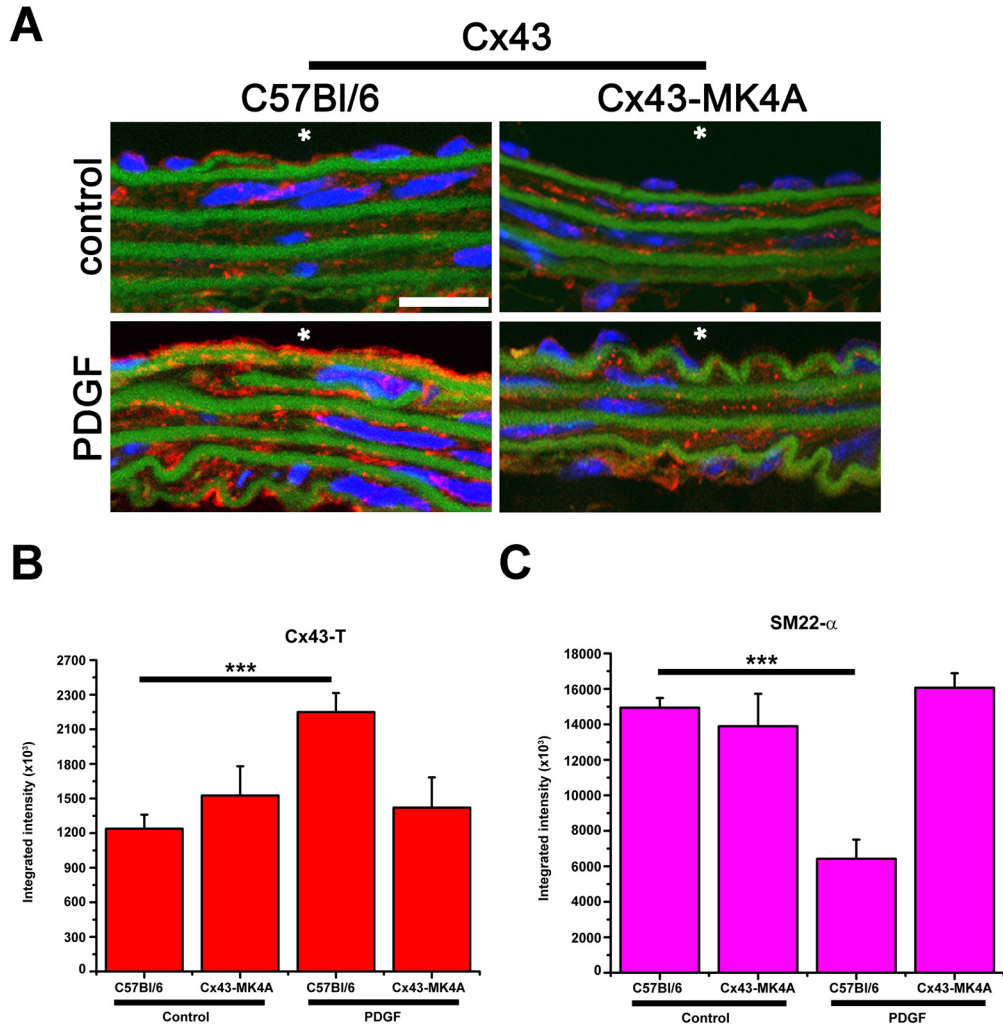 A
Cx43
C57Bl/6
Cx43-MK4A
control
*
*
PDGF
*
*
B
Cx43-T
***
Integrated intensity (x10³)
2700
2300
2100
1800
1500
1200
900
600
300
0
C57Bl/6
Cx43-MK4A
C57Bl/6
Cx43-MK4A
Control
PDGF
C
SM22-α
***
Integrated intensity (x10³)
18000
16000
14000
12000
10000
8000
6000
4000
2000
0
C57Bl/6
Cx43-MK4A
C57Bl/6
Cx43-MK4A
Control
PDGF